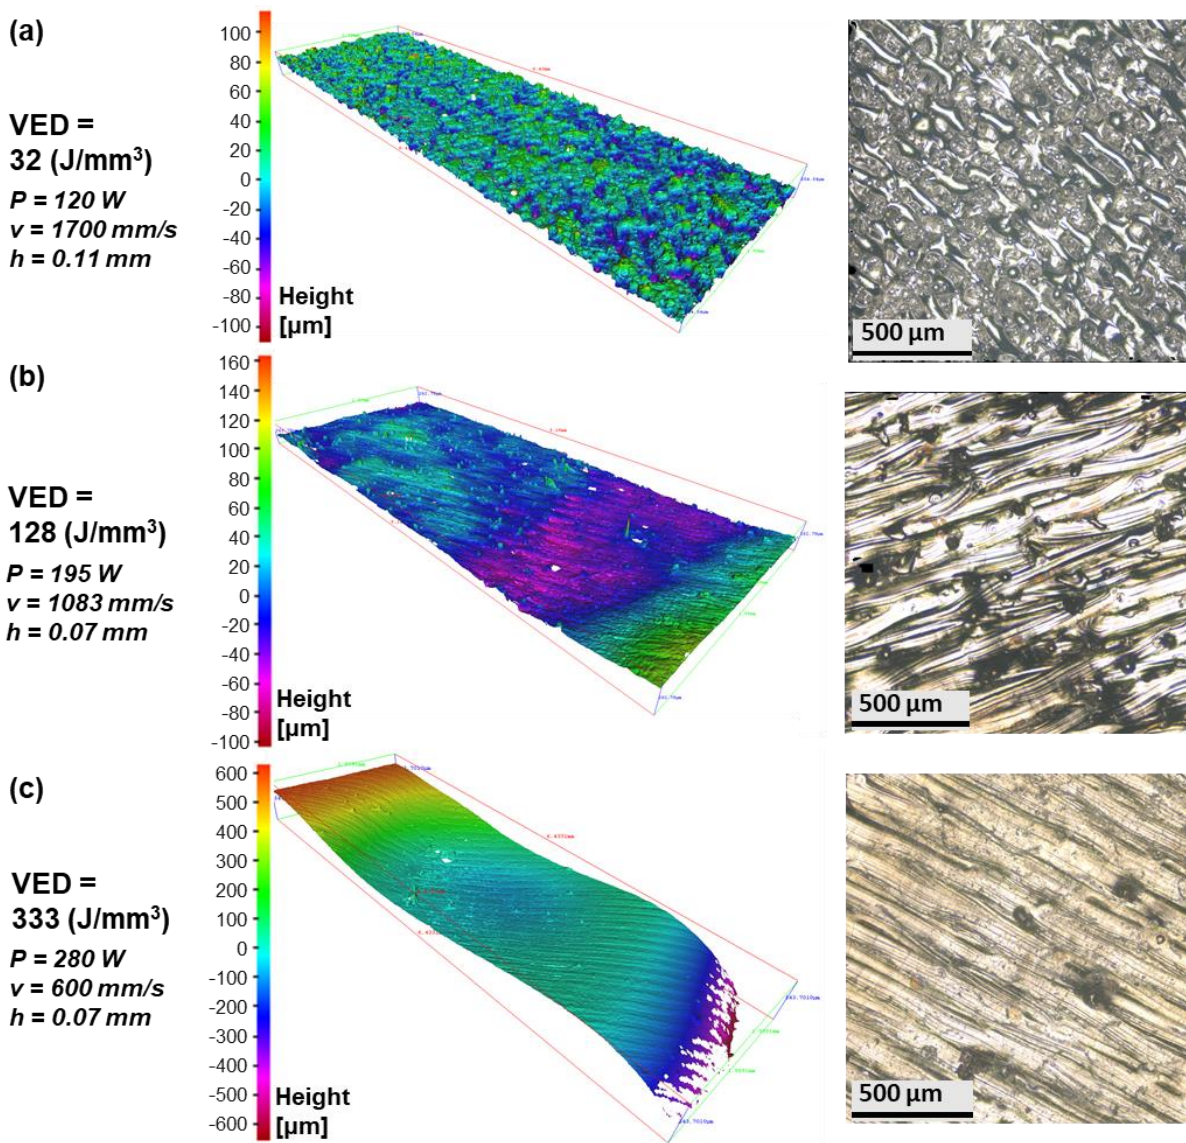 (a)
VED =
32 (J/mm³)
P = 120 W
v = 1700 mm/s
h = 0.11 mm
100
80
60
40
20
0
-20
-40
-60
-80
-100
Height
[µm]
500 µm
(b)
VED =
128 (J/mm³)
P = 195 W
v = 1083 mm/s
h = 0.07 mm
160
140
120
100
80
60
40
20
0
-20
-40
-60
-80
-100
Height
[µm]
500 µm
(c)
VED =
333 (J/mm³)
P = 280 W
v = 600 mm/s
h = 0.07 mm
600
500
400
300
200
100
0
-100
-200
-300
-400
-500
-600
Height
[µm]
500 µm